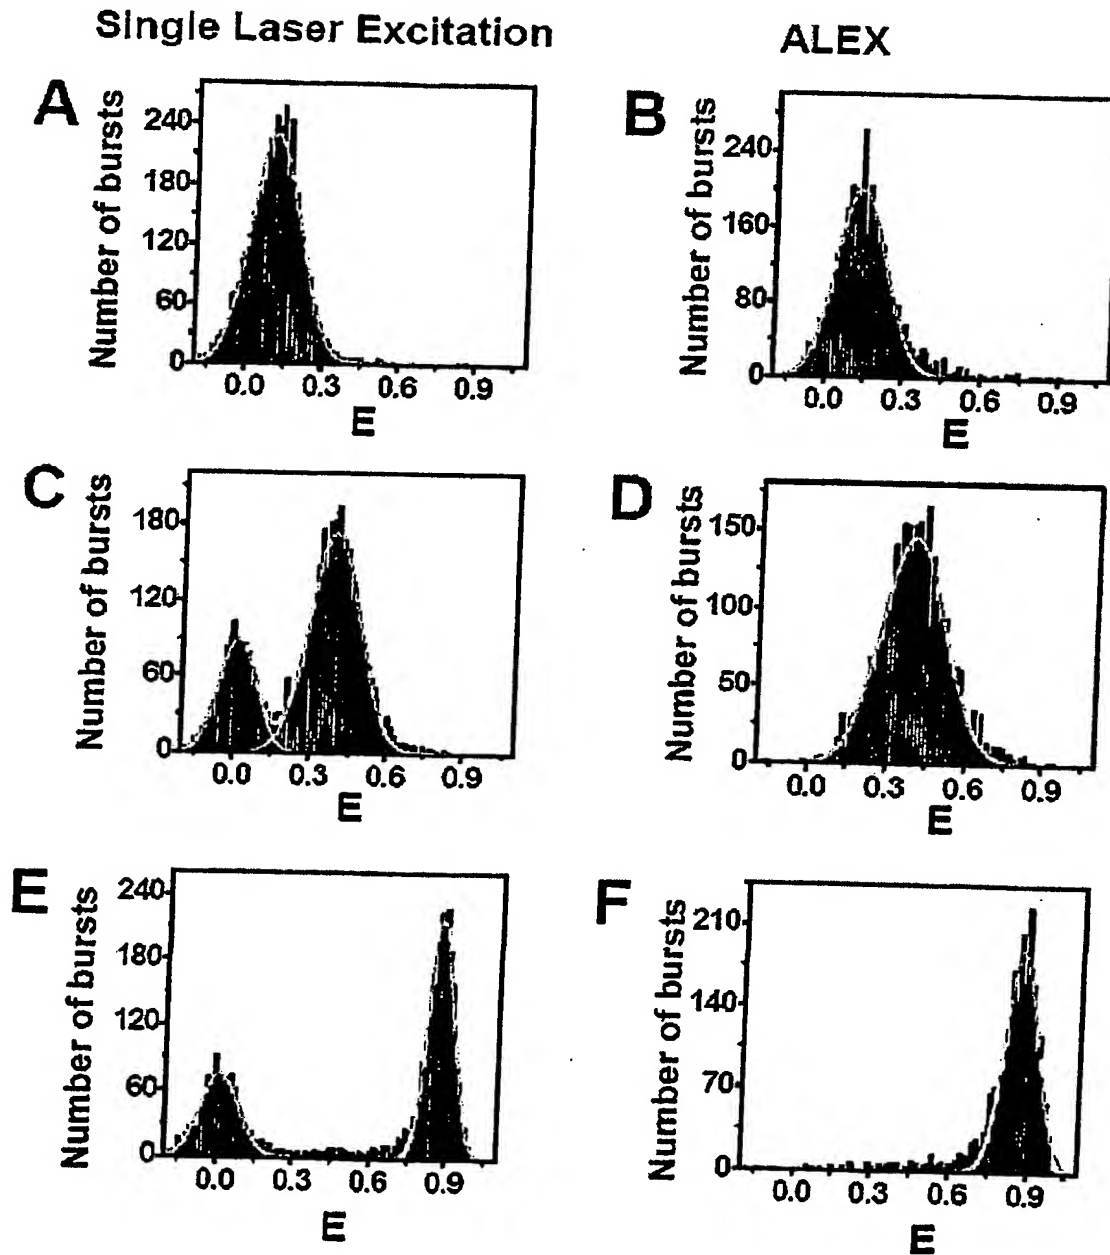 Single Laser Excitation
ALEX
A
Number of bursts
240
180
120
60
0
0.0 0.3 0.6 0.9
E
B
Number of bursts
240
160
80
0
0.0 0.3 0.6 0.9
E
C
Number of bursts
180
120
60
0
0.0 0.3 0.6 0.9
E
D
Number of bursts
150
100
50
0
0.0 0.3 0.6 0.9
E
E
Number of bursts
240
180
120
60
0
0.0 0.3 0.6 0.9
E
F
Number of bursts
210
140
70
0
0.0 0.3 0.6 0.9
E